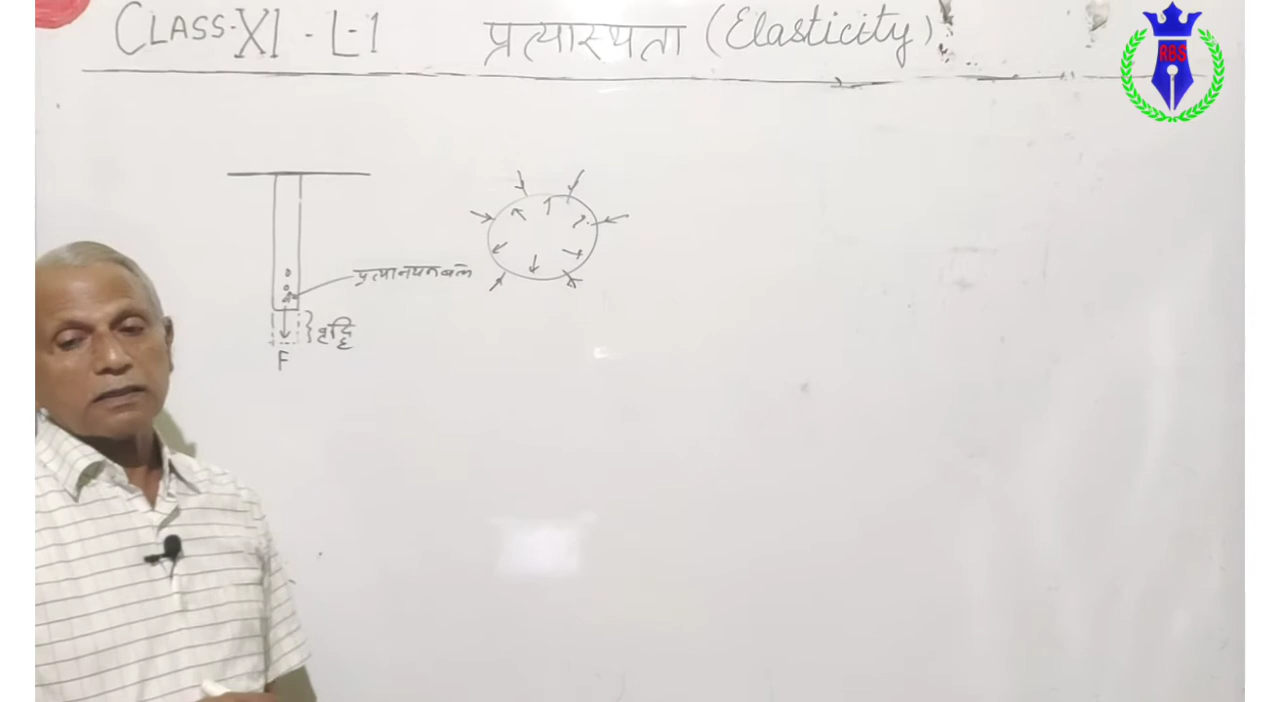 CLASS-XI - L-1 प्रत्यास्थता (Elasticity)
RBS
प्रत्यानयन बल
वृद्धि
F